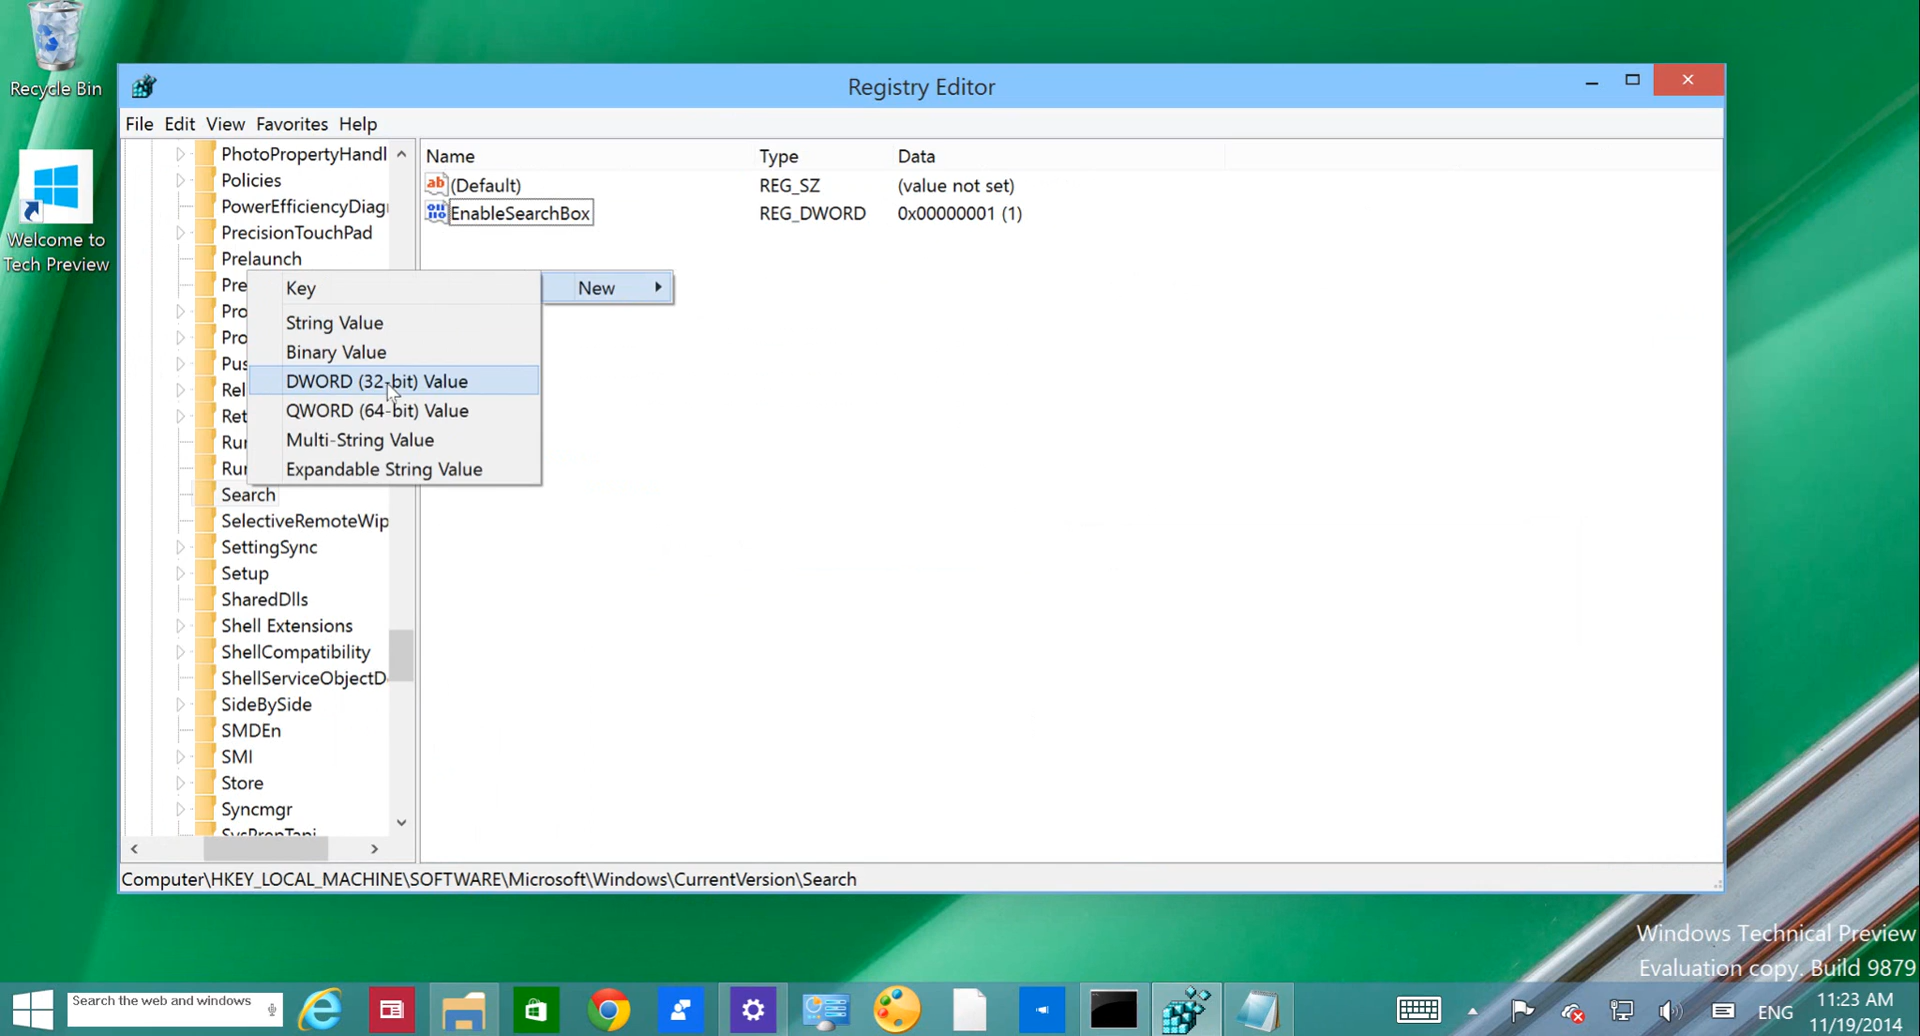 Recycle Bin
Welcome to
Tech Preview
Registry Editor
File Edit View Favorites Help
PhotoPropertyHandl
Policies
PowerEfficiencyDiagr
PrecisionTouchPad
Prelaunch
Pre
Pro
Pro
Pus
Rel
Ret
Rur
Rur
Search
SelectiveRemoteWip
SettingSync
Setup
SharedDlls
Shell Extensions
ShellCompatibility
ShellServiceObjectD
SideBySide
SMDEn
SMI
Store
Syncmgr
SysPrepTapi
Name Type Data
(Default) REG_SZ (value not set)
EnableSearchBox REG_DWORD 0x00000001 (1)
New
Key
String Value
Binary Value
DWORD (32-bit) Value
QWORD (64-bit) Value
Multi-String Value
Expandable String Value
Computer\HKEY_LOCAL_MACHINE\SOFTWARE\Microsoft\Windows\CurrentVersion\Search
Windows Technical Preview
Evaluation copy. Build 9879
Search the web and windows
ENG
11:23 AM
11/19/2014